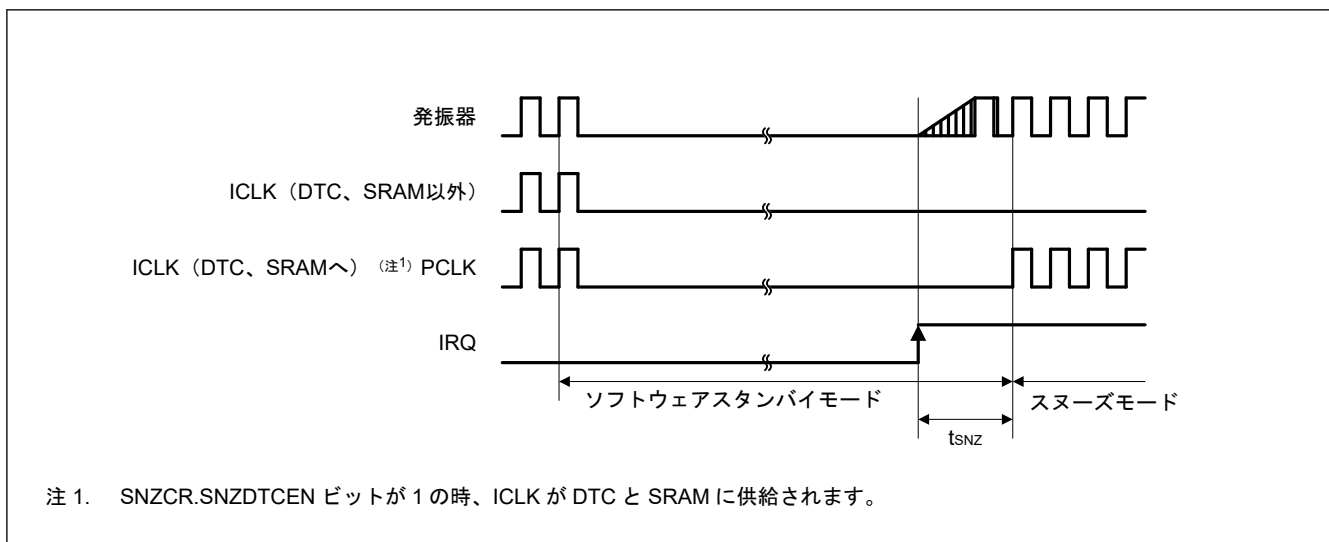 発振器
ICLK（DTC、SRAM以外）
ICLK（DTC、SRAMへ）（注1）PCLK
IRQ
ソフトウェアスタンバイモード
スヌーズモード
tSNZ
注 1. SNZCR.SNZDTCEN ビットが 1 の時、ICLK が DTC と SRAM に供給されます。